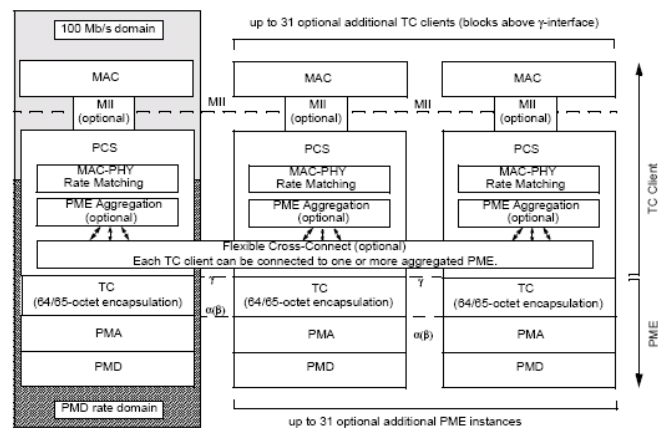 up to 31 optional additional TC clients (blocks above γ-interface)
100 Mb/s domain
MAC
MAC
MAC
MII
(optional)
MII
MII
(optional)
MII
MII
(optional)
PCS
PCS
PCS
MAC-PHY
Rate Matching
MAC-PHY
Rate Matching
MAC-PHY
Rate Matching
PME Aggregation
(optional)
PME Aggregation
(optional)
PME Aggregation
(optional)
Flexible Cross-Connect (optional)
Each TC client can be connected to one or more aggregated PME.
γ
γ
TC
(64/65-octet encapsulation)
TC
(64/65-octet encapsulation)
TC
(64/65-octet encapsulation)
α(β)
α(β)
PMA
PMA
PMA
PMD
PMD
PMD
PMD rate domain
up to 31 optional additional PME instances
TC Client
PME